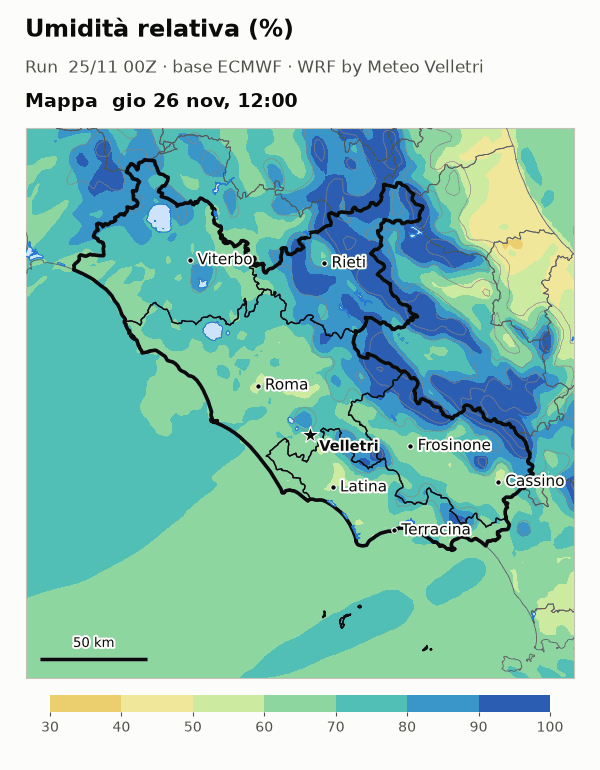 Umidità relativa (%)
Run 25/11 00Z · base ECMWF · WRF by Meteo Velletri
Mappa gio 26 nov, 12:00
Viterbo
Rieti
Roma
Velletri
Frosinone
Cassino
Latina
Terracina
50 km
30 40 50 60 70 80 90 100